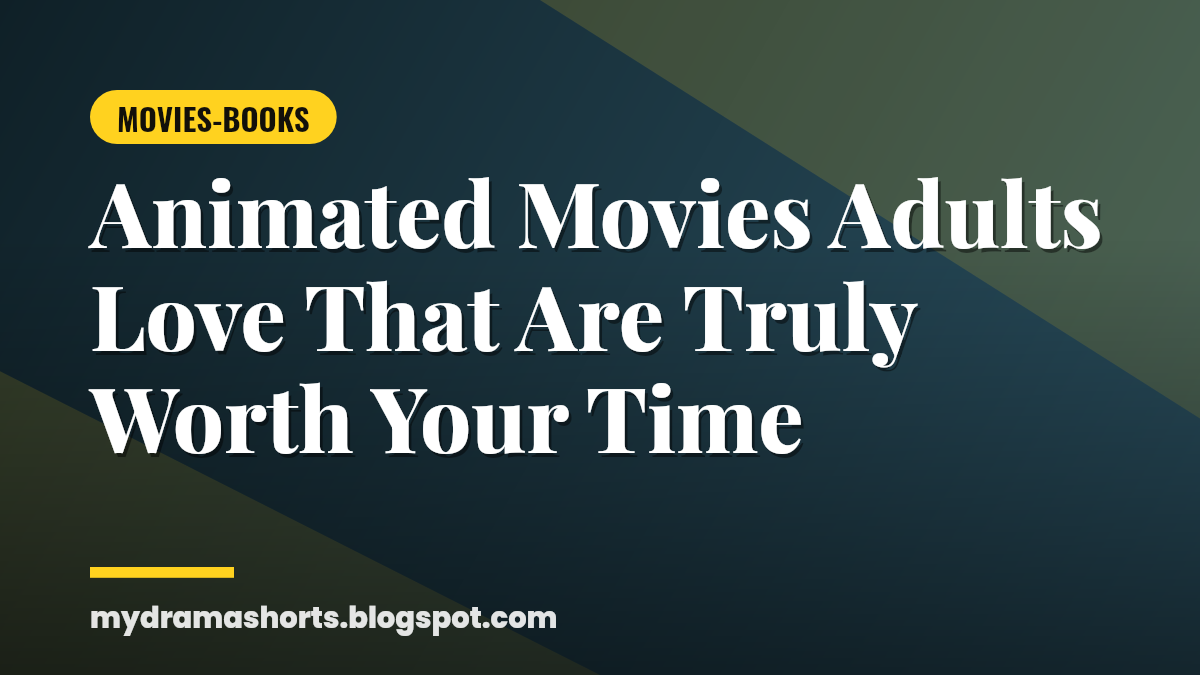 MOVIES-BOOKS
Animated Movies Adults
Love That Are Truly
Worth Your Time
mydramashorts.blogspot.com